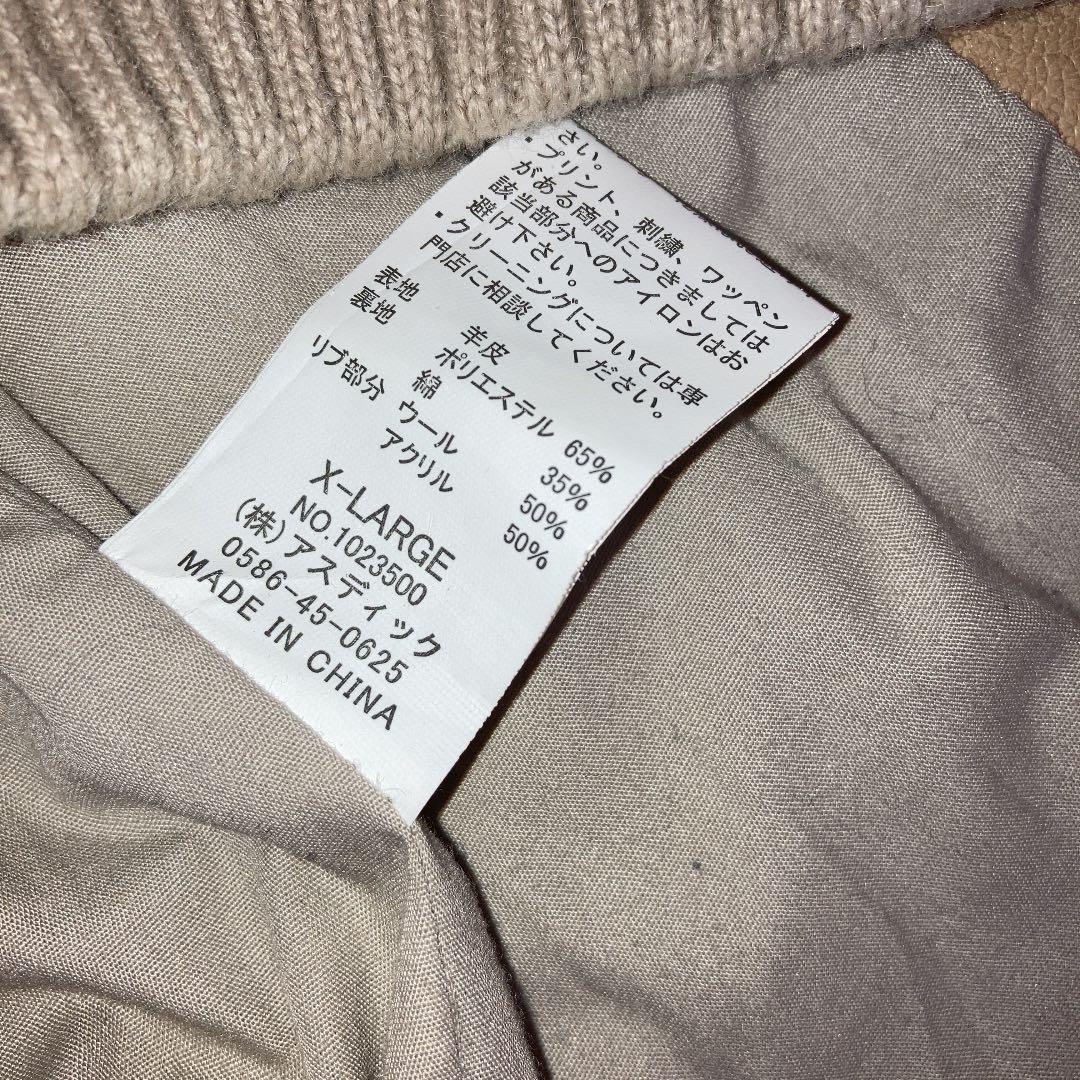 さい。
・プリント、刺繍、ワッペン
がある商品につきましては
該当部分へのアイロンはお
避け下さい。
・クリーニングについては専
門店に相談してください。
表地 羊皮
裏地 ポリエステル 65%
綿 35%
リブ部分 ウール 50%
アクリル 50%
X-LARGE
NO.1023500
(株)アスディック
0586-45-0625
MADE IN CHINA